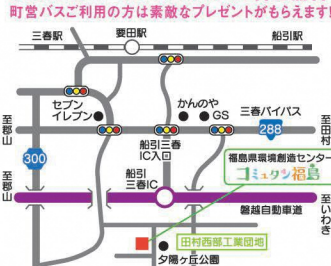 町営バスご利用の方は素敵なプレゼントがもらえます!
三春駅
要田駅
船引駅
セブン
イレブン
かんのや
GS
三春バイパス
288
至郡山
至田村
300
船引三春
IC入口
福島県環境創造センター
コミュタン福島
至郡山
船引
三春IC
磐越自動車道
至いわき
田村西部工業団地
夕陽ヶ丘公園